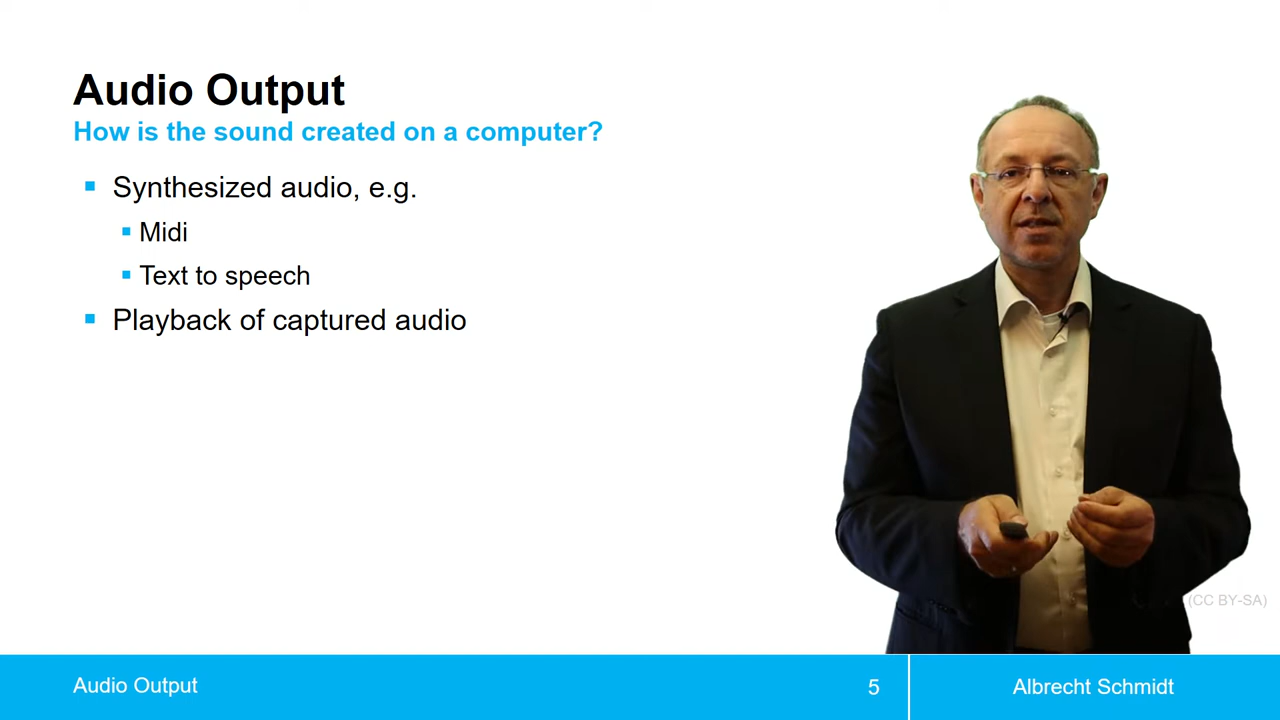 Audio Output
How is the sound created on a computer?
Synthesized audio, e.g.
Midi
Text to speech
Playback of captured audio
(CC BY-SA)
Audio Output
5
Albrecht Schmidt